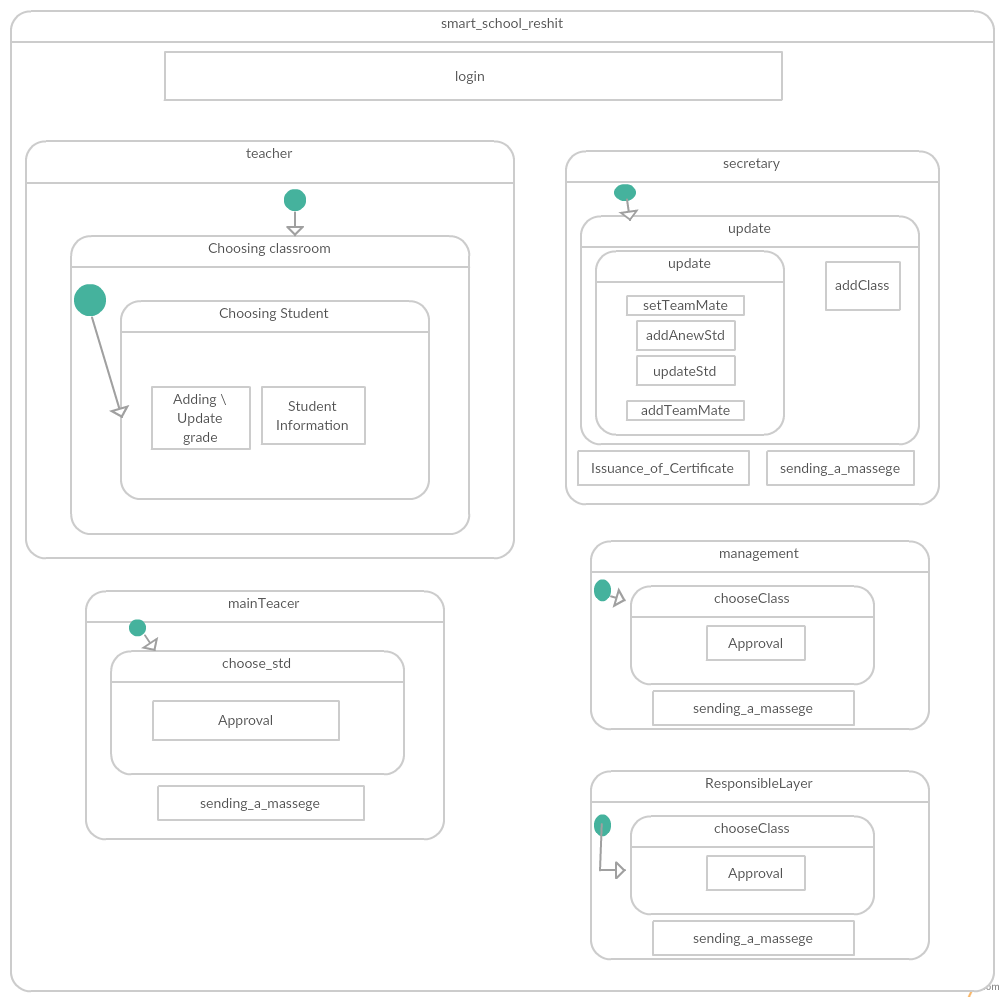 smart_school_reshit
login
teacher
Choosing classroom
Choosing Student
Adding \
Update
grade
Student
Information
secretary
update
update
setTeamMate
addAnewStd
updateStd
addTeamMate
addClass
Issuance_of_Certificate
sending_a_massege
mainTeacer
choose_std
Approval
sending_a_massege
management
chooseClass
Approval
sending_a_massege
ResponsibleLayer
chooseClass
Approval
sending_a_massege